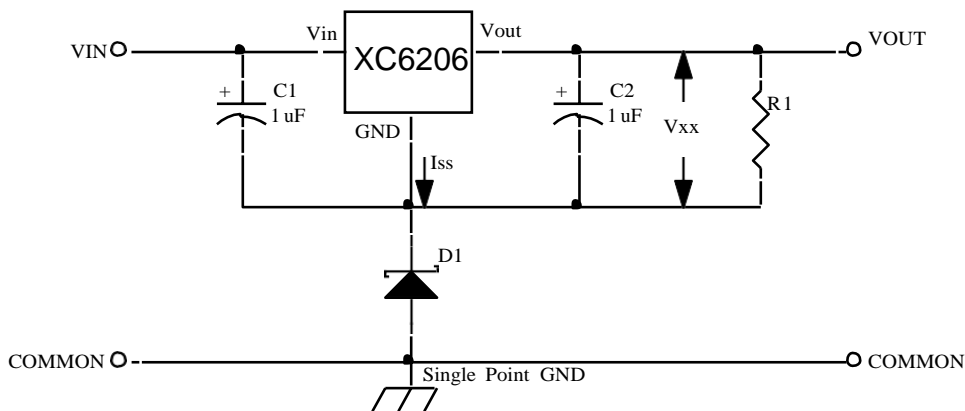 VIN
Vin
XC6206
Vout
VOUT
+
C1
1 uF
GND
Iss
+
C2
1 uF
Vxx
R1
D1
COMMON
Single Point GND
COMMON